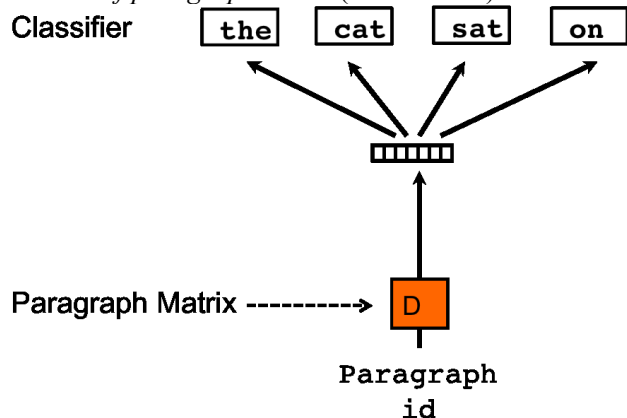 Classifier the cat sat on
Paragraph Matrix D
Paragraph
id